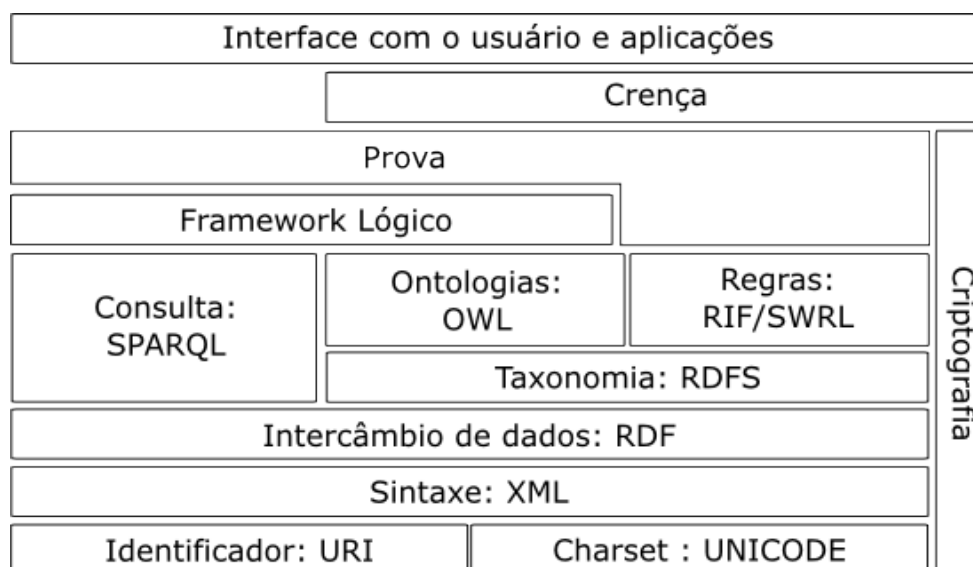 Interface com o usuário e aplicações
Crença
Prova
Framework Lógico
Consulta:
SPARQL
Ontologias:
OWL
Regras:
RIF/SWRL
Taxonomia: RDFS
Intercâmbio de dados: RDF
Sintaxe: XML
Identificador: URI
Charset : UNICODE
Criptografia